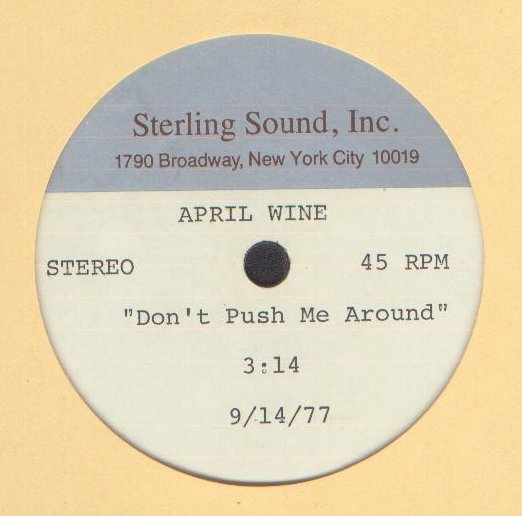 Sterling Sound, Inc.
1790 Broadway, New York City 10019
APRIL WINE
STEREO 45 RPM
"Don't Push Me Around"
3:14
9/14/77